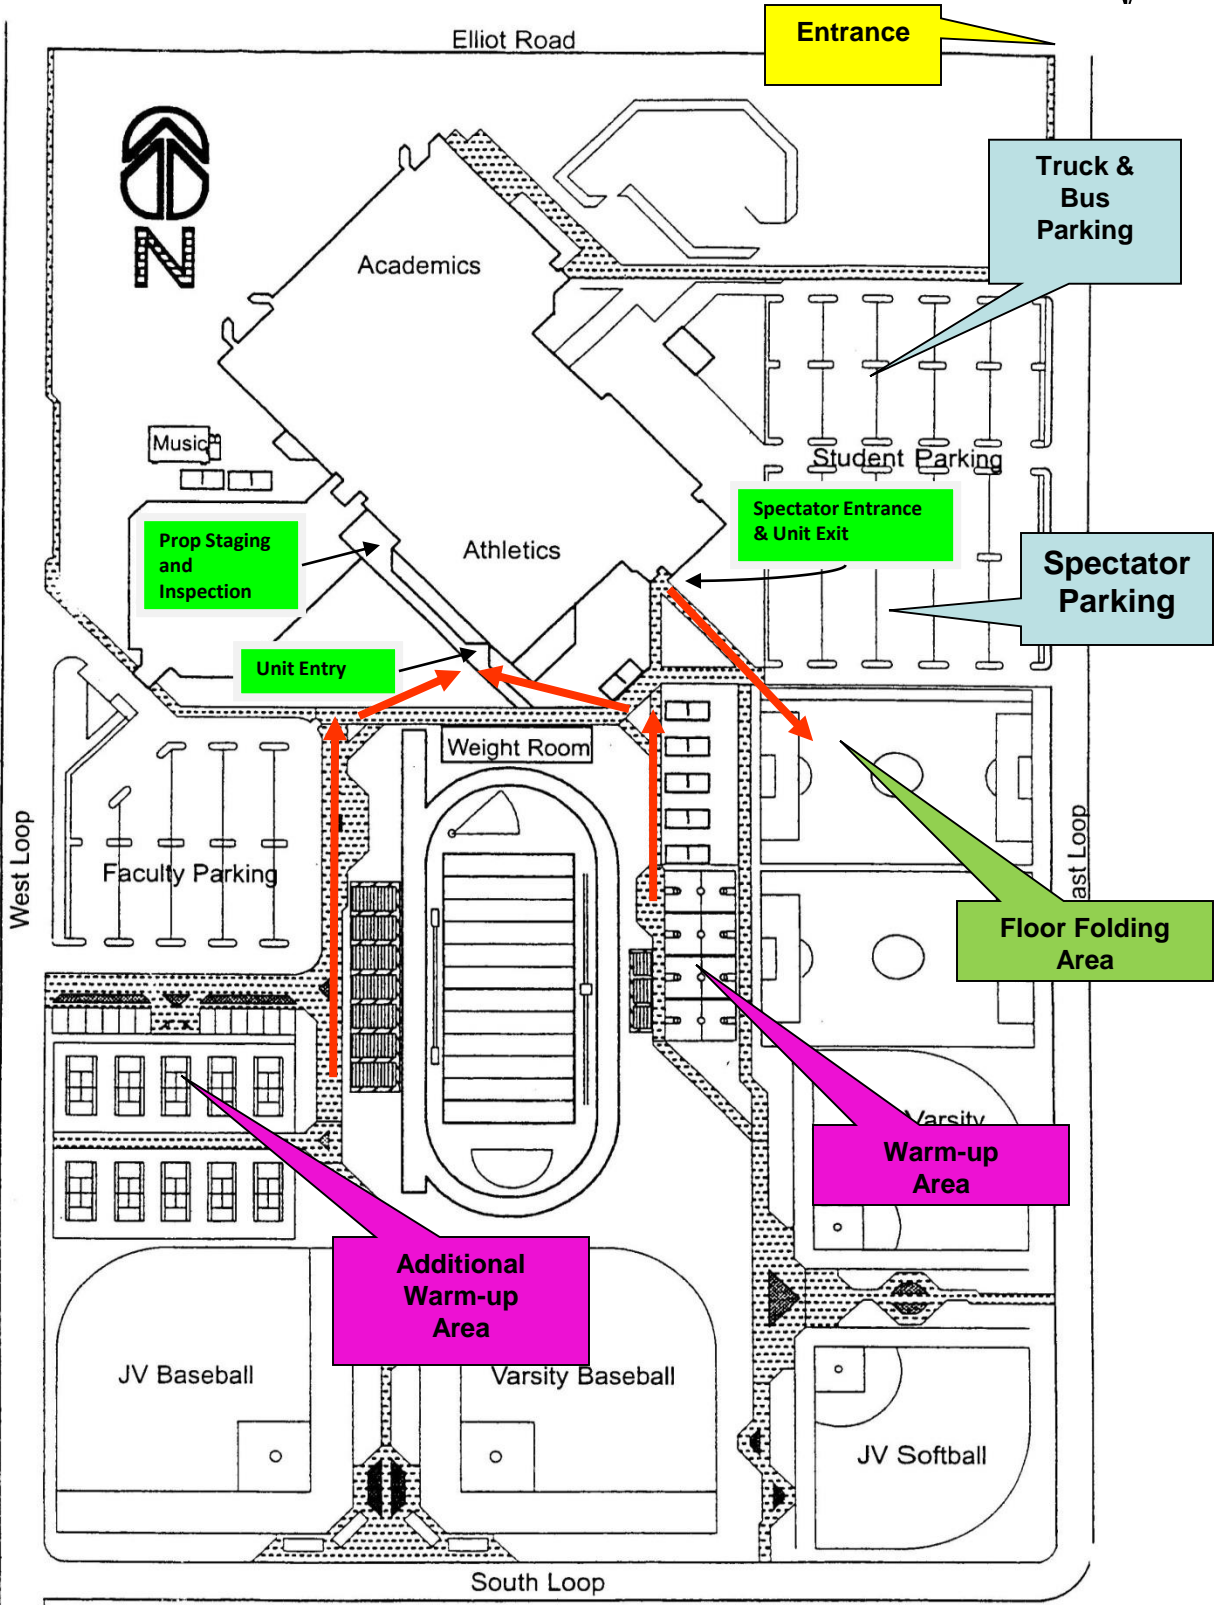 Elliot Road
Entrance
Truck &
Bus
Parking
N
Academics
Music
Student Parking
Spectator Entrance
& Unit Exit
Prop Staging
and
Inspection
Athletics
Spectator
Parking
Unit Entry
Weight Room
West Loop
Faculty Parking
ast Loop
Floor Folding
Area
Varsity
Warm-up
Area
Additional
Warm-up
Area
JV Baseball
Varsity Baseball
JV Softball
South Loop